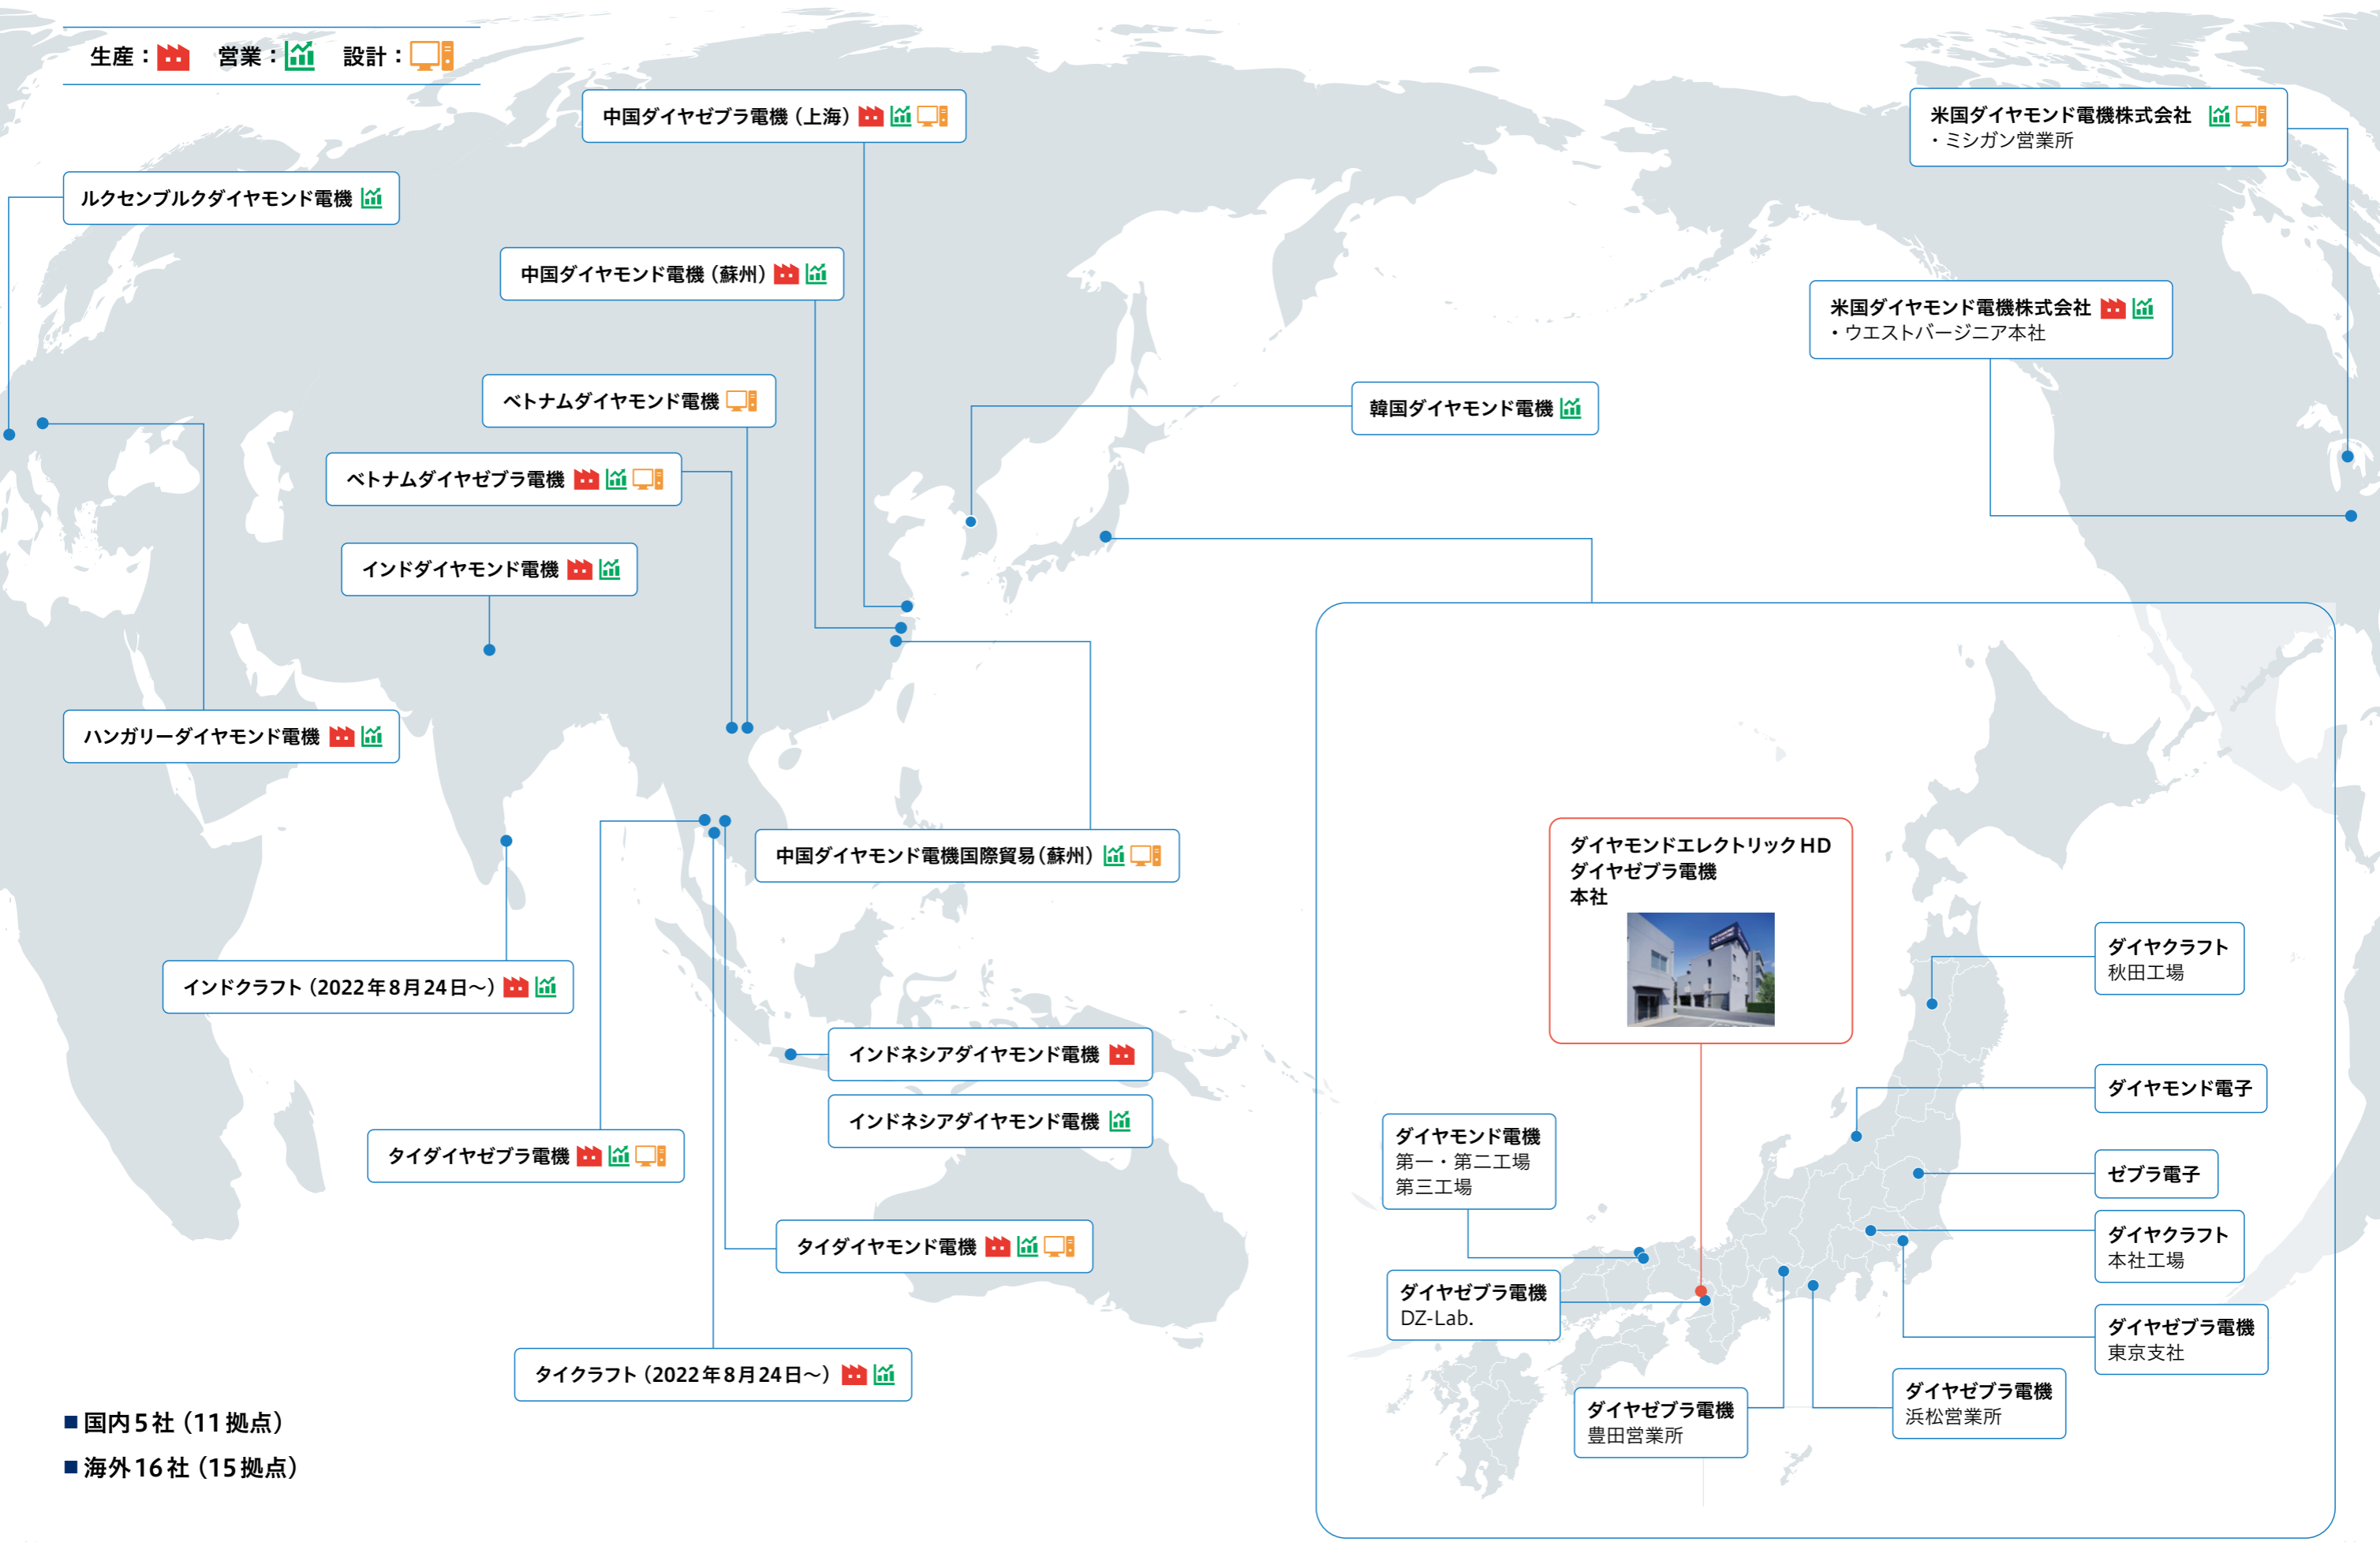 生産： 営業： 設計：
中国ダイヤゼブラ電機（上海）
米国ダイヤモンド電機株式会社
・ミシガン営業所
ルクセンブルクダイヤモンド電機
中国ダイヤモンド電機（蘇州）
米国ダイヤモンド電機株式会社
・ウエストバージニア本社
ベトナムダイヤモンド電機
韓国ダイヤモンド電機
ベトナムダイヤゼブラ電機
インドダイヤモンド電機
ハンガリーダイヤモンド電機
中国ダイヤモンド電機国際貿易（蘇州）
インドクラフト（2022年8月24日～）
インドネシアダイヤモンド電機
インドネシアダイヤモンド電機
タイダイヤゼブラ電機
タイダイヤモンド電機
タイクラフト（2022年8月24日～）
ダイヤモンドエレクトリックHD
ダイヤゼブラ電機
本社
ダイヤクラフト
秋田工場
ダイヤモンド電子
ダイヤモンド電機
第一・第二工場
第三工場
ゼブラ電子
ダイヤクラフト
本社工場
ダイヤゼブラ電機
DZ-Lab.
ダイヤゼブラ電機
東京支社
ダイヤゼブラ電機
浜松営業所
ダイヤゼブラ電機
豊田営業所
■国内5社（11拠点）
■海外16社（15拠点）